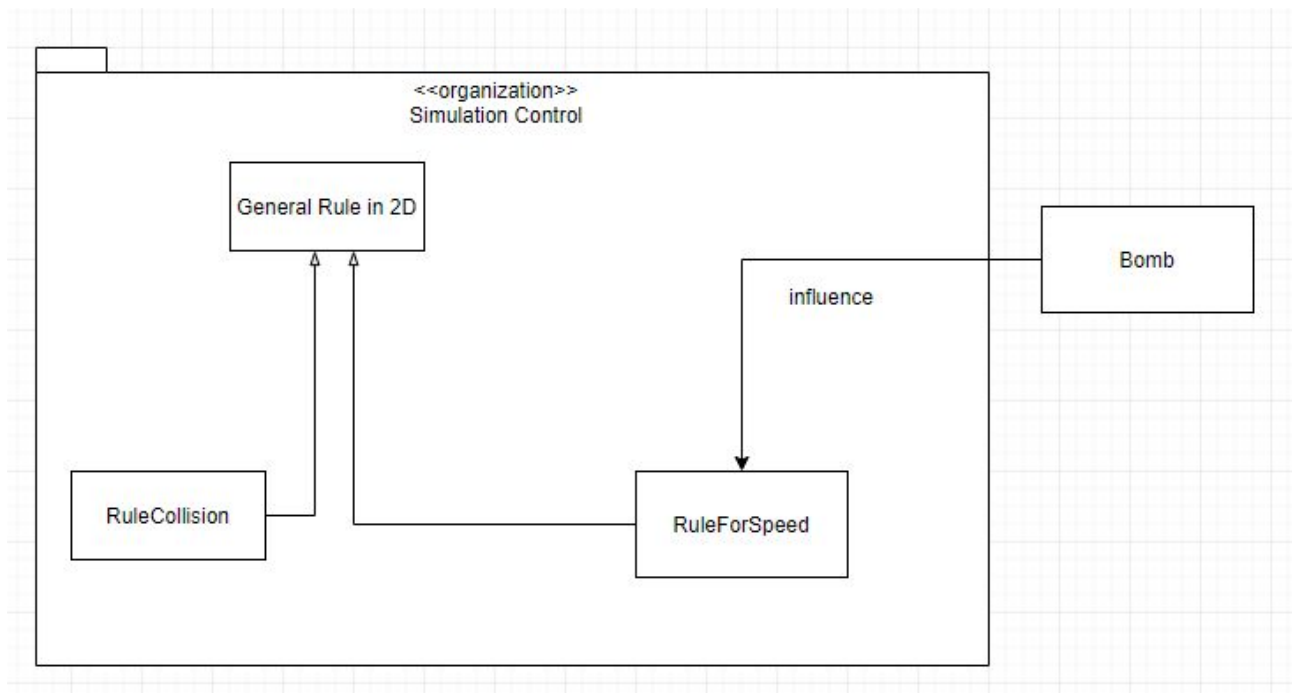 <<organization>>
Simulation Control
General Rule in 2D
Bomb
influence
RuleCollision
RuleForSpeed